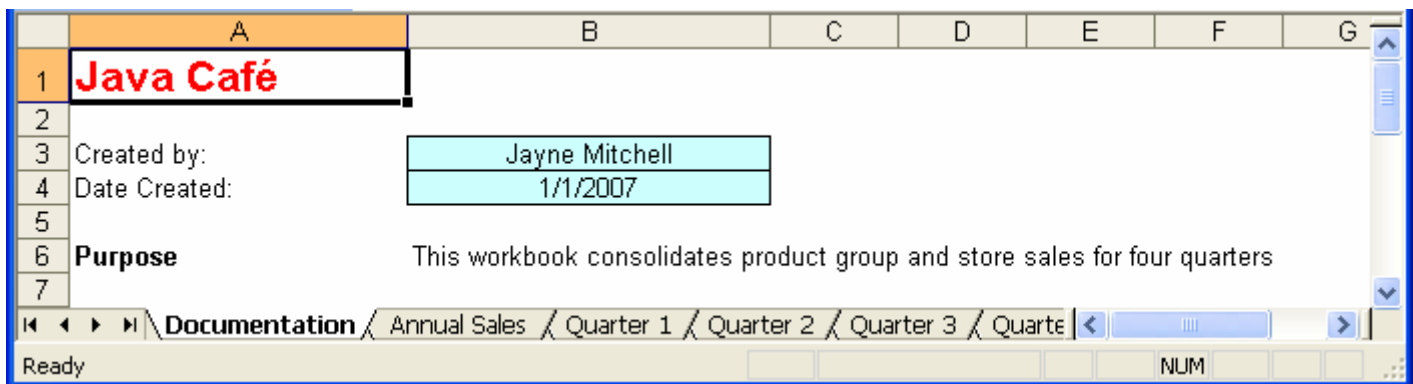 A B C D E F G
1 Java Café
2
3 Created by: Jayne Mitchell
4 Date Created: 1/1/2007
5
6 Purpose This workbook consolidates product group and store sales for four quarters
7
Documentation Annual Sales Quarter 1 Quarter 2 Quarter 3 Quarte
Ready NUM